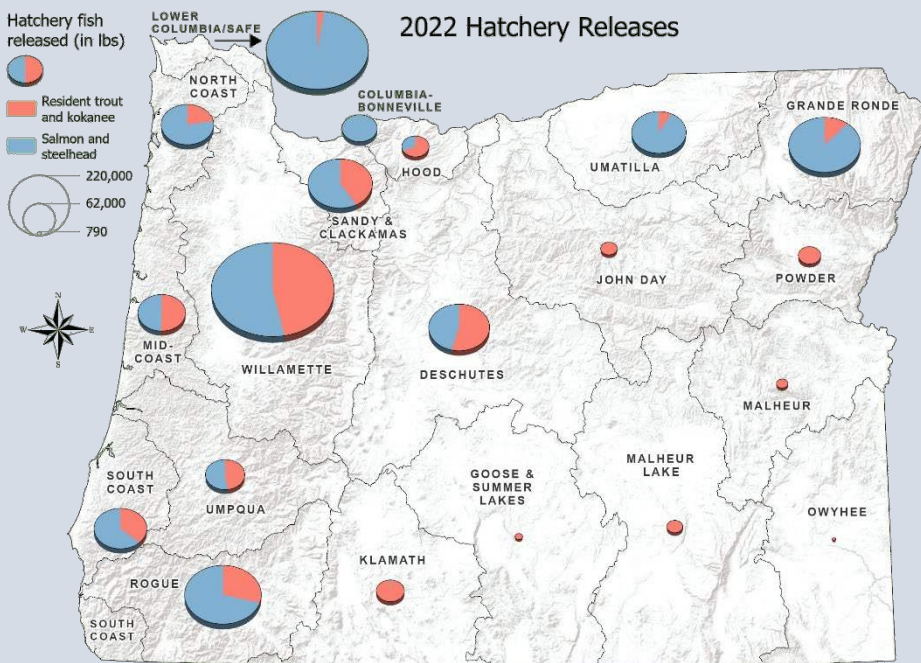 2022 Hatchery Releases
Hatchery fish
released (in lbs)
Resident trout
and kokanee
Salmon and
steelhead
220,000
62,000
790
N
W
E
S
LOWER
COLUMBIA/SAFE
NORTH
COAST
COLUMBIA-
BONNEVILLE
HOOD
SANDY &
CLACKAMAS
UMATILLA
GRANDE RONDE
JOHN DAY
POWDER
MID-
COAST
WILLAMETTE
DESCHUTES
MALHEUR
SOUTH
COAST
UMPQUA
GOOSE &
SUMMER
LAKES
MALHEUR
LAKE
OWYHEE
ROGUE
KLAMATH
SOUTH
COAST